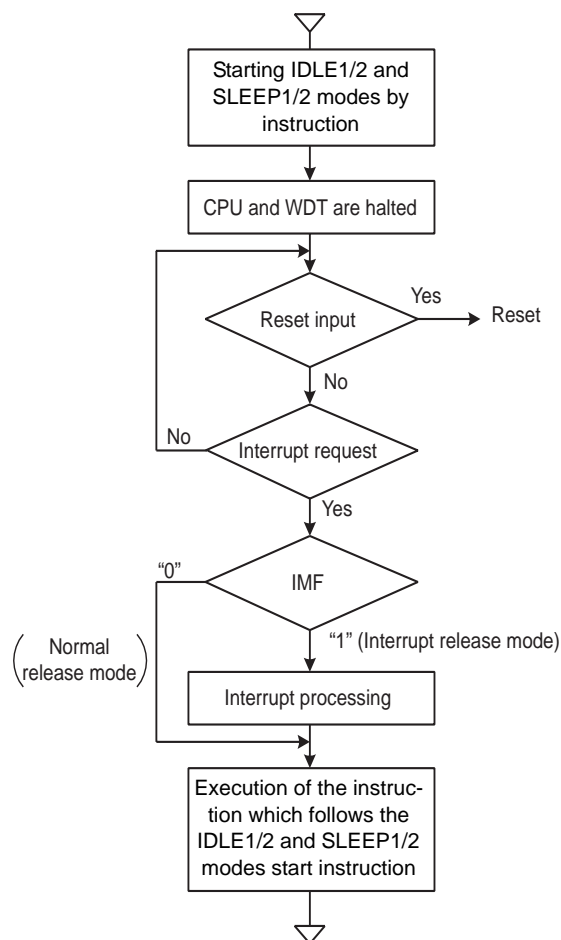 Starting IDLE1/2 and
SLEEP1/2 modes by
instruction
CPU and WDT are halted
Reset input
Yes
Reset
No
No
Interrupt request
Yes
“0”
IMF
(Normal
release mode)
“1” (Interrupt release mode)
Interrupt processing
Execution of the instruc-
tion which follows the
IDLE1/2 and SLEEP1/2
modes start instruction